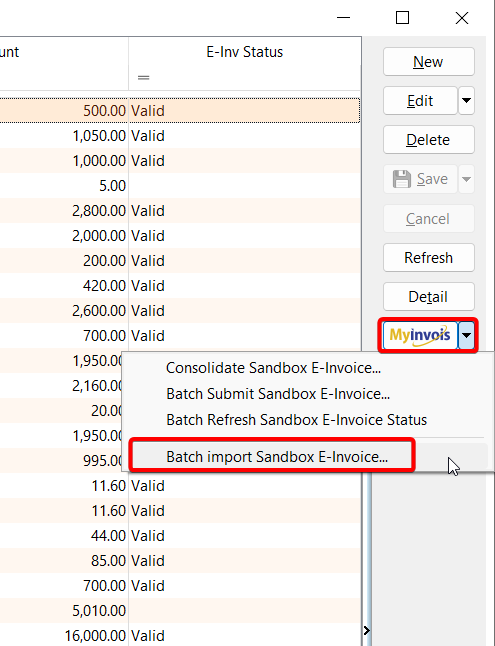 unt E-Inv Status
=
500.00 Valid
1,050.00 Valid
1,000.00 Valid
5.00
2,800.00 Valid
2,000.00 Valid
200.00 Valid
420.00 Valid
2,600.00 Valid
700.00 Valid
1,950.00
2,160.00
20.00
1,950.00
995.00
11.60 Valid
11.60 Valid
44.00 Valid
85.00 Valid
700.00 Valid
5,010.00
16,000.00 Valid
New
Edit
Delete
Save
Cancel
Refresh
Detail
Myinvois
Consolidate Sandbox E-Invoice...
Batch Submit Sandbox E-Invoice...
Batch Refresh Sandbox E-Invoice Status
Batch import Sandbox E-Invoice...